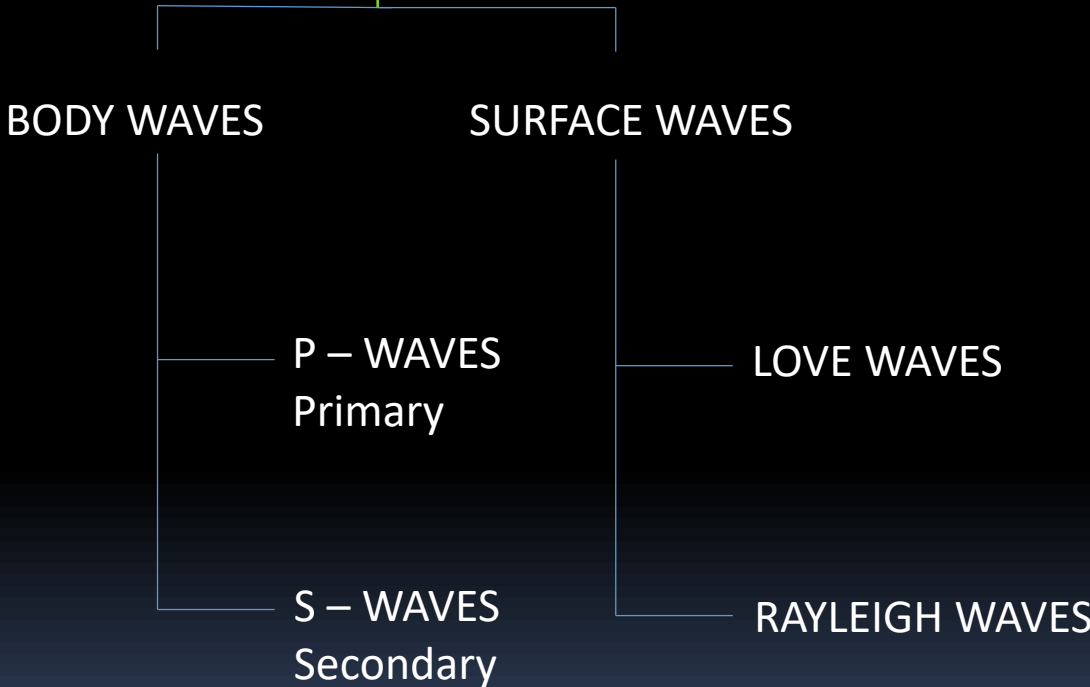 BODY WAVES
SURFACE WAVES
P – WAVES
Primary
LOVE WAVES
S – WAVES
Secondary
RAYLEIGH WAVES